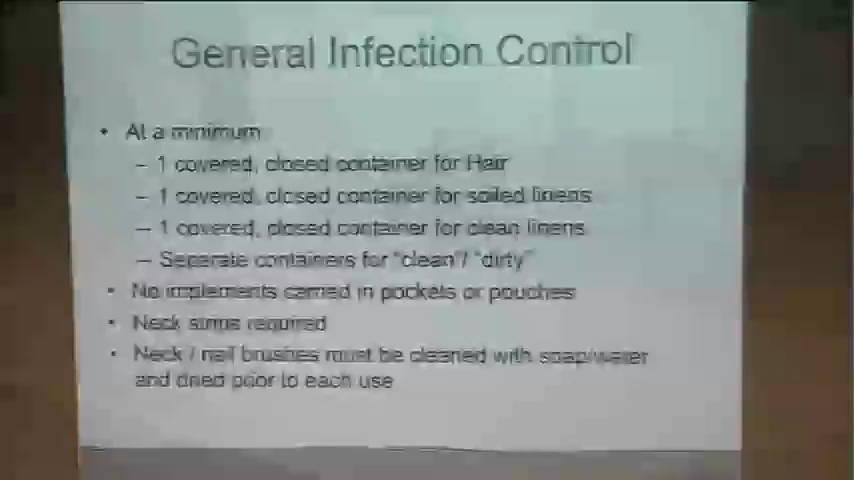 General Infection Control
• At a minimum
– 1 covered, closed container for Hair
– 1 covered, closed container for soiled linens
– 1 covered, closed container for clean linens
– Separate containers for "clean"/ "dirty"
• No implements carried in pockets or pouches
• Neck strips required
• Neck / nail brushes must be cleaned with soap/water
and dried prior to each use